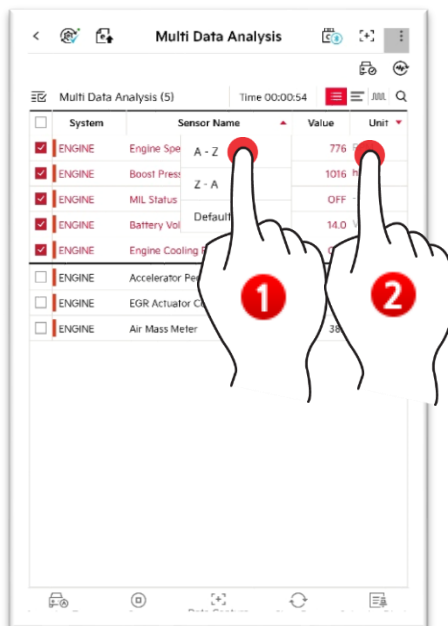 Multi Data Analysis
Multi Data Analysis (5) Time 00:00:54
System Sensor Name Value Unit
ENGINE Engine Spe 776
ENGINE Boost Press 1016 h
ENGINE MIL Status OFF -
ENGINE Battery Vol 14.0 V
ENGINE Engine Cooling
ENGINE Accelerator Pe
ENGINE EGR Actuator Co
ENGINE Air Mass Meter 38
A - Z
Z - A
Default
1
2